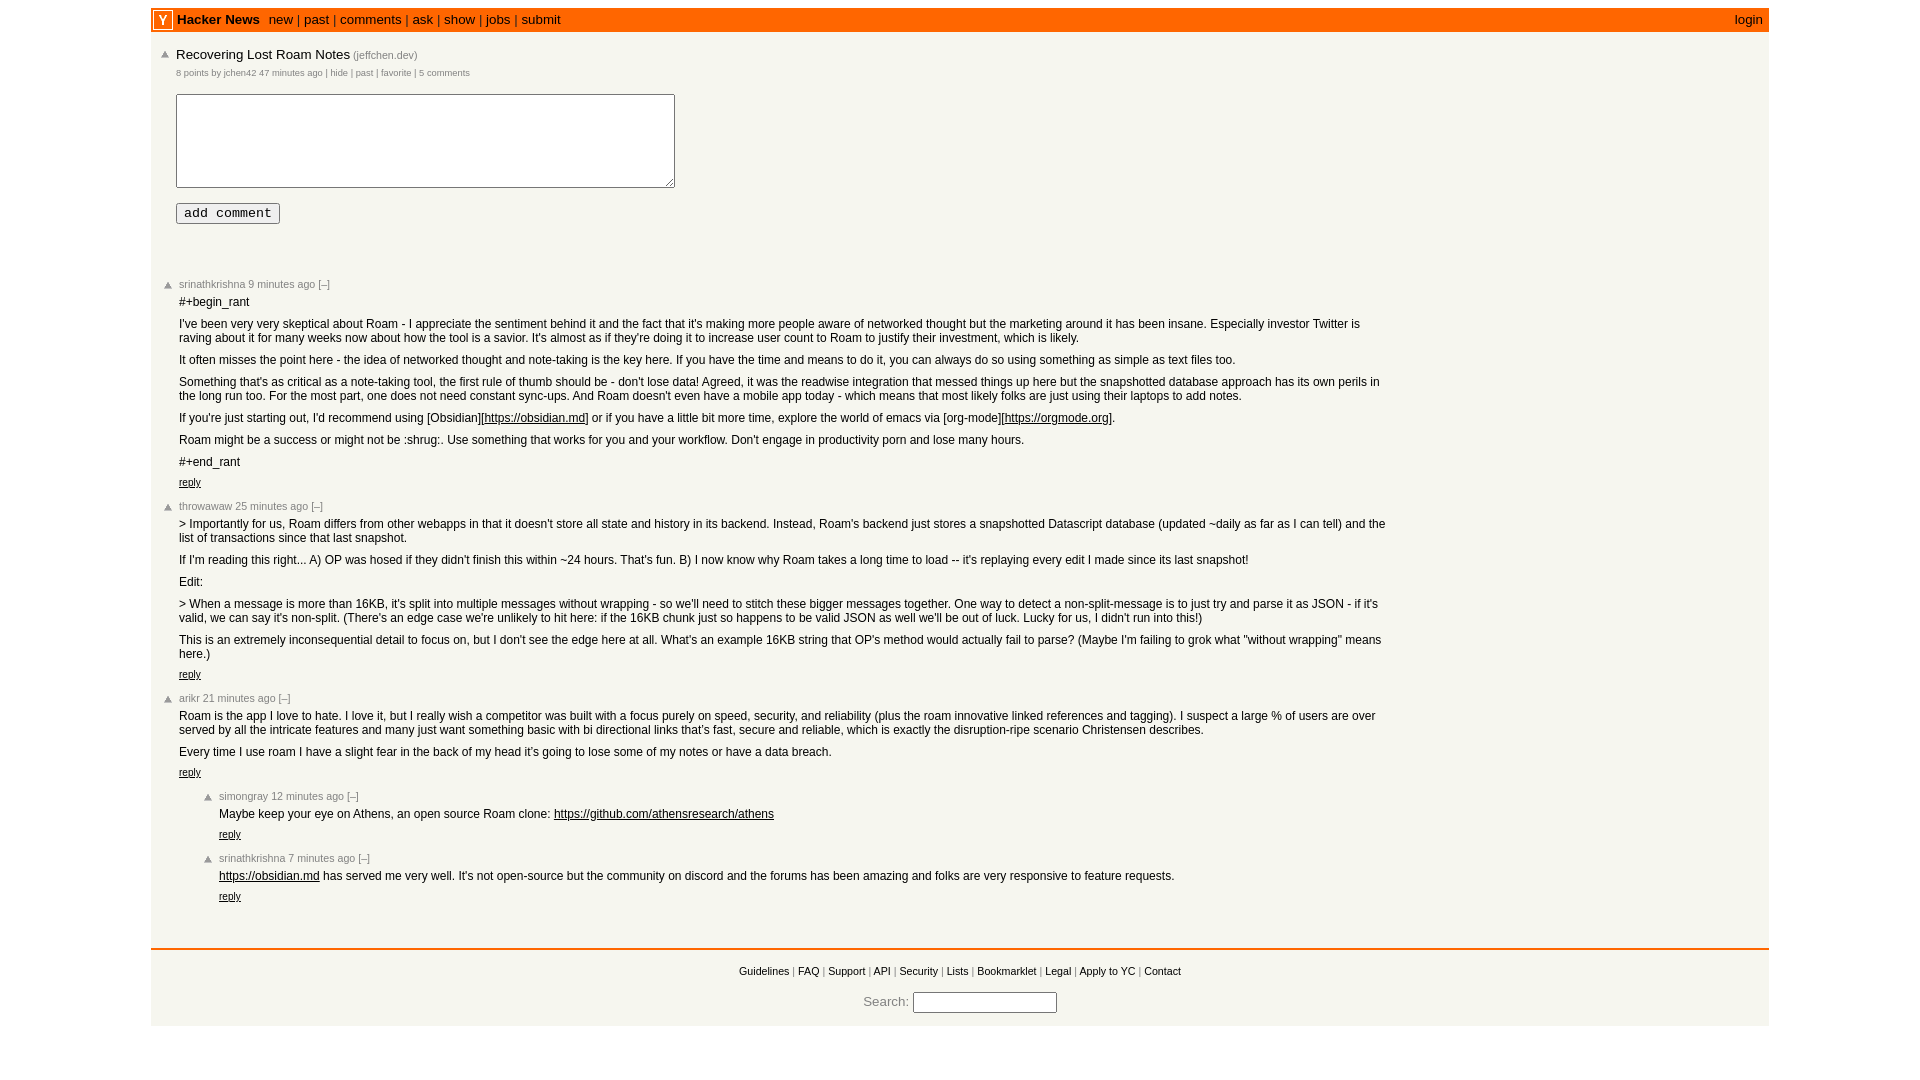 Y Hacker News new | past | comments | ask | show | jobs | submit login
Recovering Lost Roam Notes (jeffchen.dev)
8 points by jchen42 47 minutes ago | hide | past | favorite | 5 comments
add comment
srinathkrishna 9 minutes ago [–]
#+begin_rant
I've been very very skeptical about Roam - I appreciate the sentiment behind it and the fact that it's making more people aware of networked thought but the marketing around it has been insane. Especially investor Twitter is
raving about it for many weeks now about how the tool is a savior. It's almost as if they're doing it to increase user count to Roam to justify their investment, which is likely.
It often misses the point here - the idea of networked thought and note-taking is the key here. If you have the time and means to do it, you can always do so using something as simple as text files too.
Something that's as critical as a note-taking tool, the first rule of thumb should be - don't lose data! Agreed, it was the readwise integration that messed things up here but the snapshotted database approach has its own perils in
the long run too. For the most part, one does not need constant sync-ups. And Roam doesn't even have a mobile app today - which means that most likely folks are just using their laptops to add notes.
If you're just starting out, I'd recommend using [Obsidian][https://obsidian.md] or if you have a little bit more time, explore the world of emacs via [org-mode][https://orgmode.org].
Roam might be a success or might not be :shrug:. Use something that works for you and your workflow. Don't engage in productivity porn and lose many hours.
#+end_rant
reply
throwawaw 25 minutes ago [–]
> Importantly for us, Roam differs from other webapps in that it doesn't store all state and history in its backend. Instead, Roam's backend just stores a snapshotted Datascript database (updated ~daily as far as I can tell) and the
list of transactions since that last snapshot.
If I'm reading this right... A) OP was hosed if they didn't finish this within ~24 hours. That's fun. B) I now know why Roam takes a long time to load -- it's replaying every edit I made since its last snapshot!
Edit:
> When a message is more than 16KB, it's split into multiple messages without wrapping - so we'll need to stitch these bigger messages together. One way to detect a non-split-message is to just try and parse it as JSON - if it's
valid, we can say it's non-split. (There's an edge case we're unlikely to hit here: if the 16KB chunk just so happens to be valid JSON as well we'll be out of luck. Lucky for us, I didn't run into this!)
This is an extremely inconsequential detail to focus on, but I don't see the edge here at all. What's an example 16KB string that OP's method would actually fail to parse? (Maybe I'm failing to grok what "without wrapping" means
here.)
reply
arikr 21 minutes ago [–]
Roam is the app I love to hate. I love it, but I really wish a competitor was built with a focus purely on speed, security, and reliability (plus the roam innovative linked references and tagging). I suspect a large % of users are over
served by all the intricate features and many just want something basic with bi directional links that's fast, secure and reliable, which is exactly the disruption-ripe scenario Christensen describes.
Every time I use roam I have a slight fear in the back of my head it's going to lose some of my notes or have a data breach.
reply
simongray 12 minutes ago [–]
Maybe keep your eye on Athens, an open source Roam clone: https://github.com/athensresearch/athens
reply
srinathkrishna 7 minutes ago [–]
https://obsidian.md has served me very well. It's not open-source but the community on discord and the forums has been amazing and folks are very responsive to feature requests.
reply
Guidelines | FAQ | Support | API | Security | Lists | Bookmarklet | Legal | Apply to YC | Contact
Search: